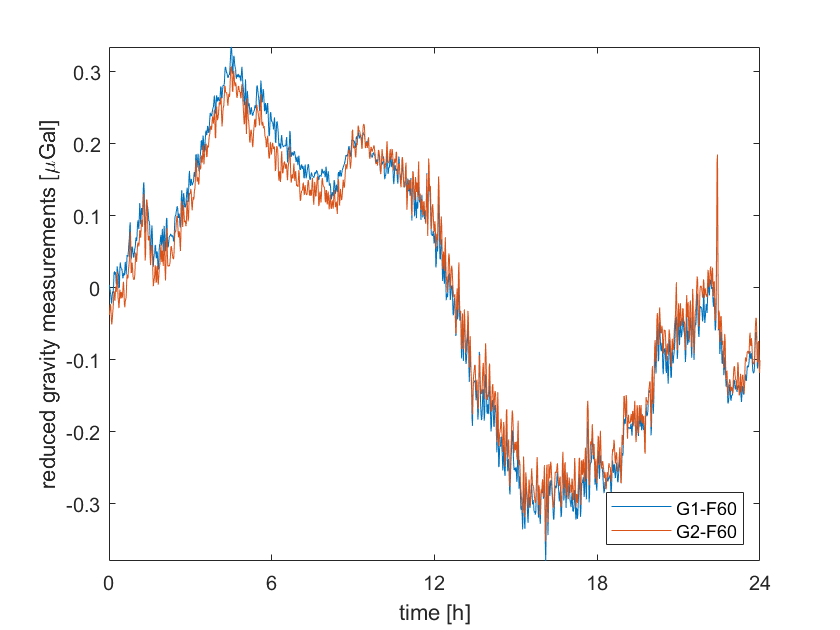 reduced gravity measurements [μGal]
0.3
0.2
0.1
0
-0.1
-0.2
-0.3
0 6 12 18 24
time [h]
G1-F60
G2-F60